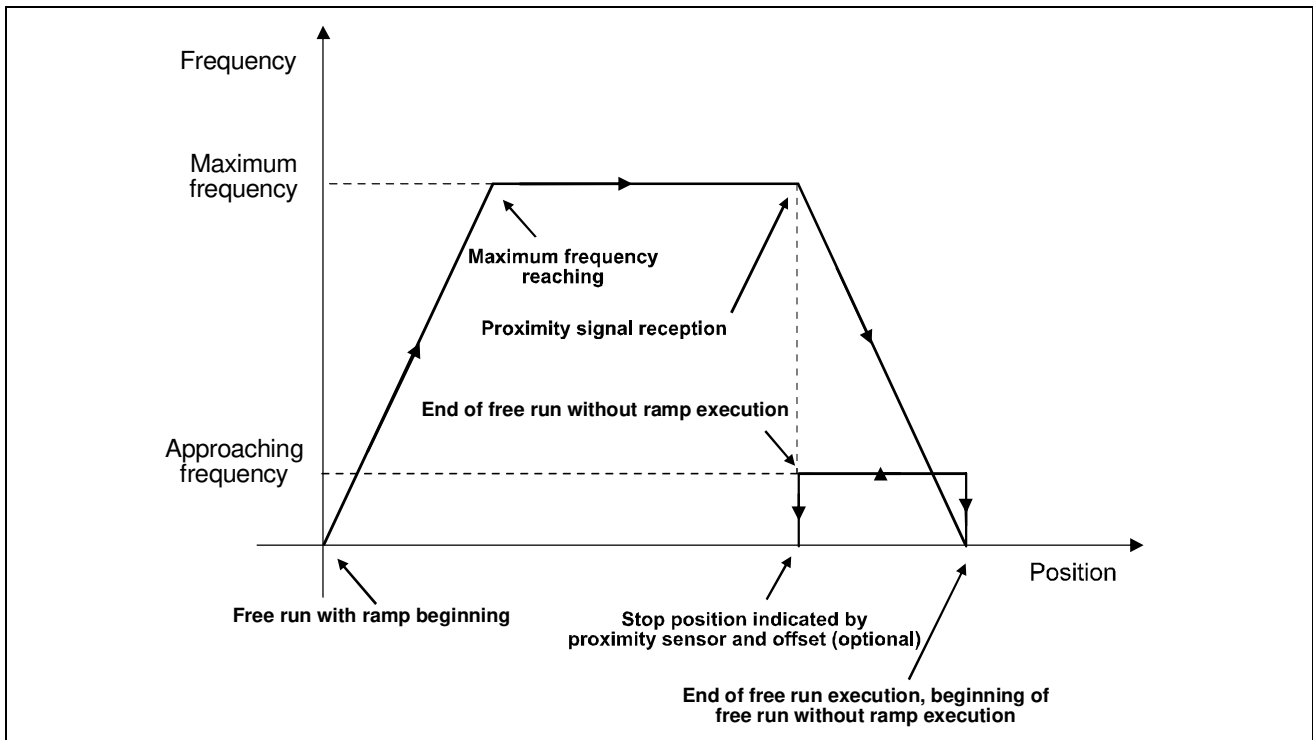 Frequency
Maximum
frequency
Maximum frequency
reaching
Proximity signal reception
End of free run without ramp execution
Approaching
frequency
Position
Free run with ramp beginning
Stop position indicated by
proximity sensor and offset (optional)
End of free run execution, beginning of
free run without ramp execution